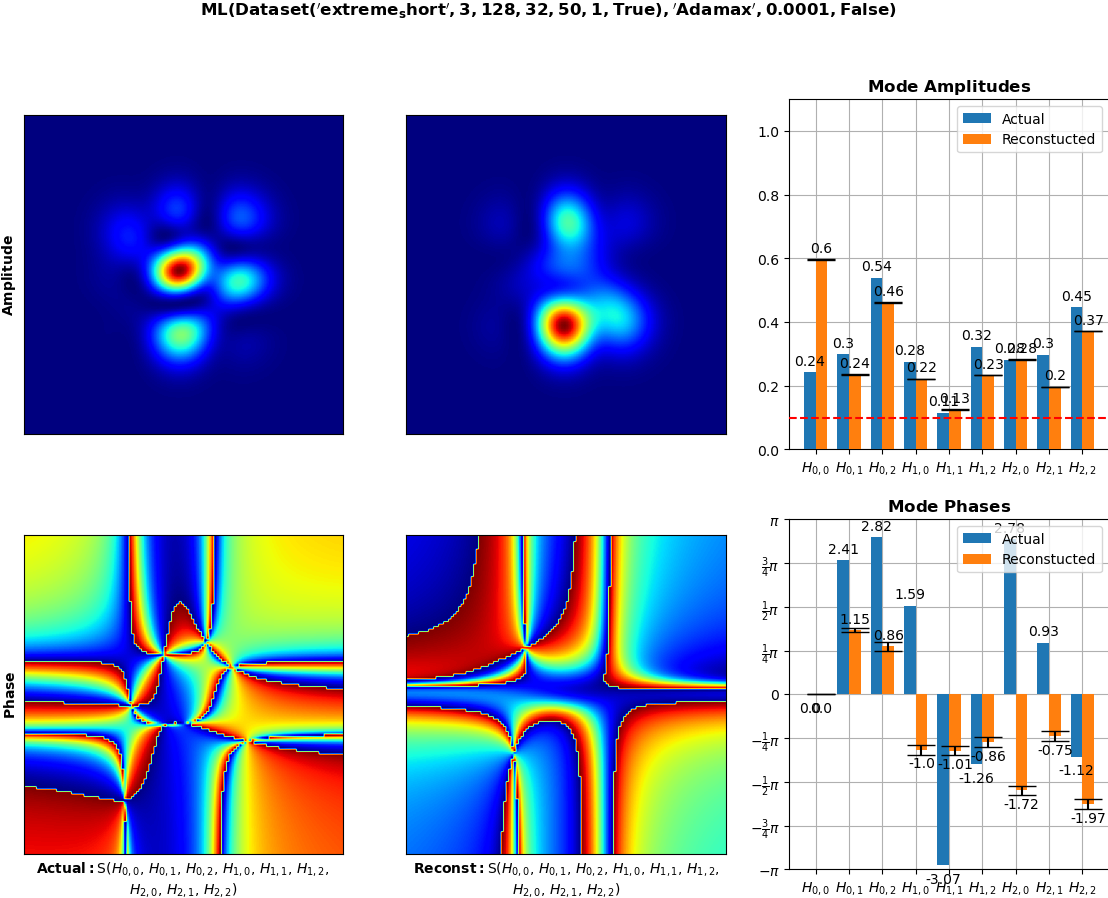 ML(Dataset('extreme_short', 3, 128, 32, 50, 1, True), 'Adamax', 0.0001, False)
Mode Amplitudes
Amplitude
1.0
0.8
0.6
0.4
0.2
0.0
Actual
Reconstucted
0.24
0.6
0.3
0.24
0.54
0.46
0.28
0.22
0.11
0.13
0.32
0.23
0.28
0.28
0.3
0.2
0.45
0.37
H0,0 H0,1 H0,2 H1,0 H1,1 H1,2 H2,0 H2,1 H2,2
Mode Phases
Phase
π
3/4π
1/2π
1/4π
0
−1/4π
−1/2π
−3/4π
−π
Actual
Reconstucted
0.0
0.0
2.41
1.15
2.82
0.86
1.59
-1.0
-3.07
-1.01
-1.26
-0.86
2.78
-1.72
0.93
-0.75
-1.12
-1.97
H0,0 H0,1 H0,2 H1,0 H1,1 H1,2 H2,0 H2,1 H2,2
Actual: S(H0,0, H0,1, H0,2, H1,0, H1,1, H1,2,
H2,0, H2,1, H2,2)
Reconst: S(H0,0, H0,1, H0,2, H1,0, H1,1, H1,2,
H2,0, H2,1, H2,2)